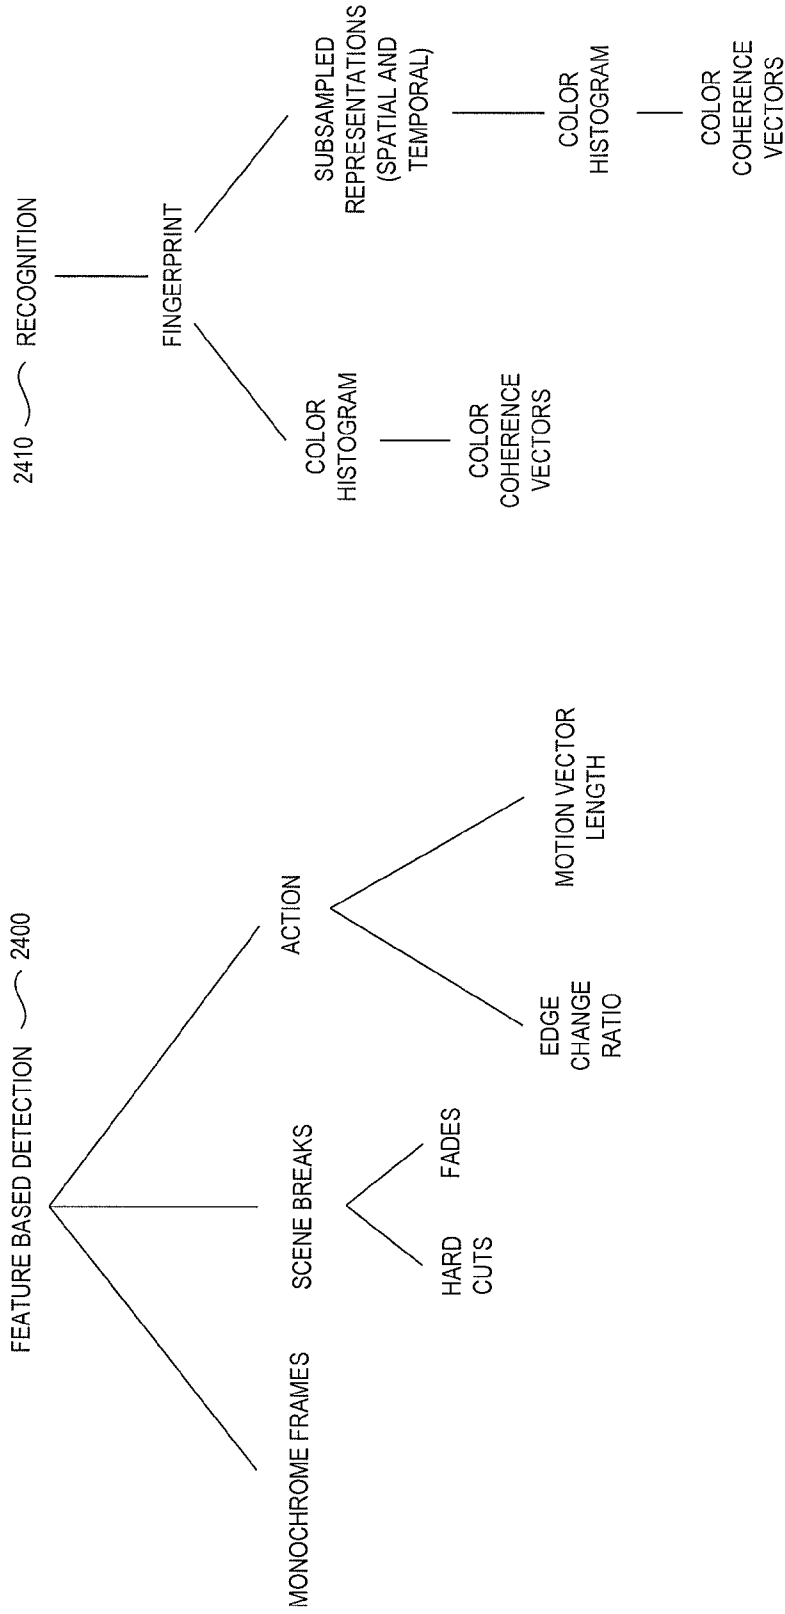 FEATURE BASED DETECTION
2400
MONOCHROME FRAMES
SCENE BREAKS
HARD
CUTS
FADES
ACTION
EDGE
CHANGE
RATIO
MOTION VECTOR
LENGTH
2410
RECOGNITION
FINGERPRINT
COLOR
HISTOGRAM
COLOR
COHERENCE
VECTORS
SUBSAMPLED
REPRESENTATIONS
(SPATIAL AND
TEMPORAL)
COLOR
HISTOGRAM
COLOR
COHERENCE
VECTORS